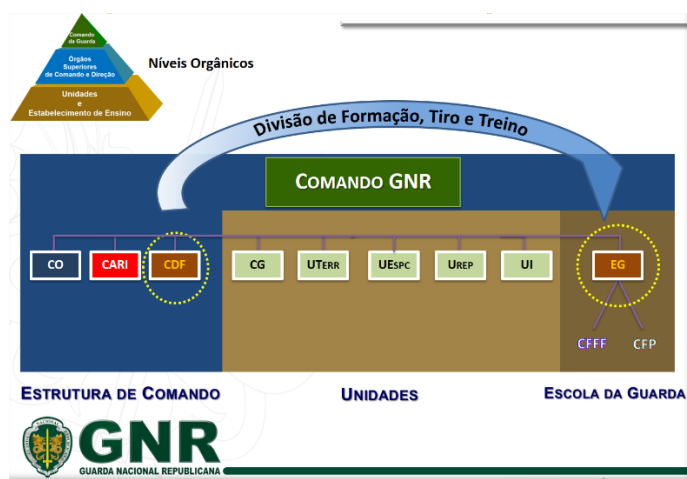 Comando
da Guarda
Órgãos
Superiores
de Comando e Direção
Unidades
e
Estabelecimento de Ensino
Níveis Orgânicos
Divisão de Formação, Tiro e Treino
COMANDO GNR
CO
CARI
CDF
CG
UTERR
UESPC
UREP
UI
EG
CFFF
CFP
ESTRUTURA DE COMANDO
UNIDADES
ESCOLA DA GUARDA
GNR
GUARDA NACIONAL REPUBLICANA